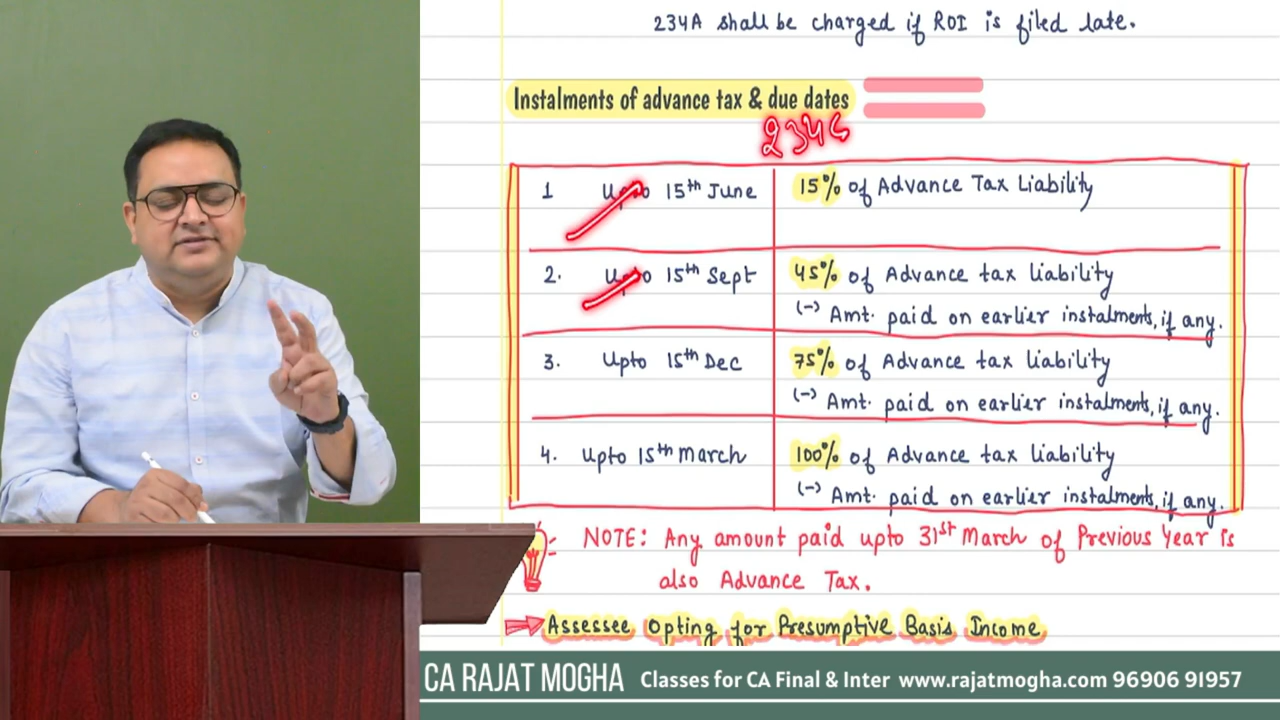 234A shall be charged if ROI is filed late.
Instalments of advance tax & due dates
234C
1 Upto 15th June 15% of Advance Tax Liability
2. Upto 15th Sept 45% of Advance tax liability
(-) Amt. paid on earlier instalments, if any.
3. Upto 15th Dec 75% of Advance tax liability
(-) Amt. paid on earlier instalments, if any.
4. Upto 15th March 100% of Advance tax liability
(-) Amt. paid on earlier instalments, if any.
NOTE: Any amount paid upto 31st March of Previous Year is
also Advance Tax.
Assessee Opting for Presumptive Basis Income
CA RAJAT MOGHA Classes for CA Final & Inter www.rajatmogha.com 96906 91957